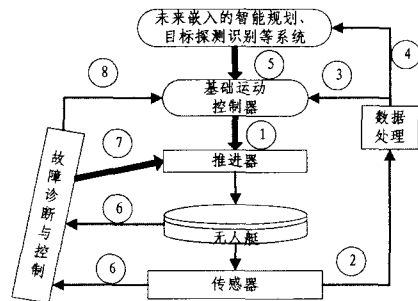 未来嵌入的智能规划、
目标探测识别等系统
④
⑤
⑧
③
基础运动
控制器
数据
处理
①
⑦
推进器
故障诊断与控制
⑥
无人艇
⑥
传感器
②